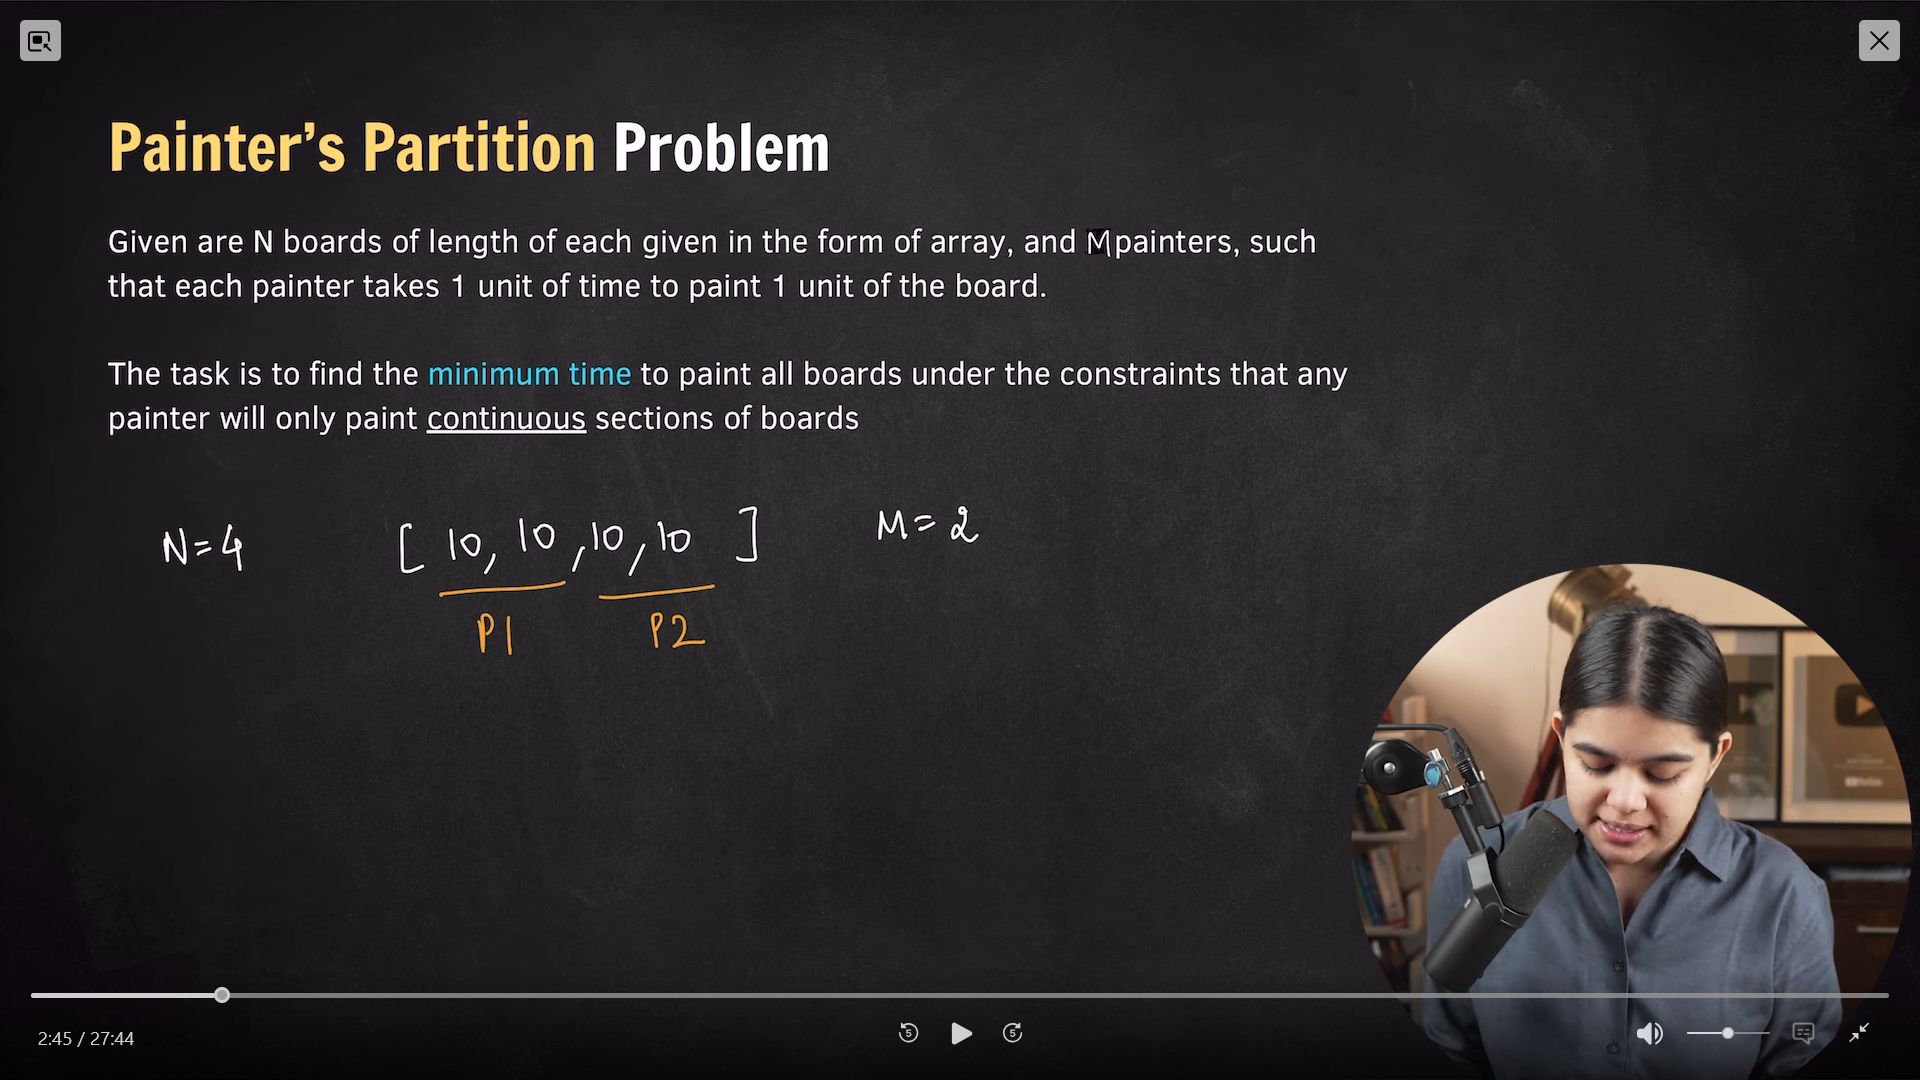 Painter’s Partition Problem
Given are N boards of length of each given in the form of array, and M painters, such
that each painter takes 1 unit of time to paint 1 unit of the board.
The task is to find the minimum time to paint all boards under the constraints that any
painter will only paint continuous sections of boards
N=4 [ 10, 10, 10, 10 ] M=2
P1 P2
2:45 / 27:44 5 5